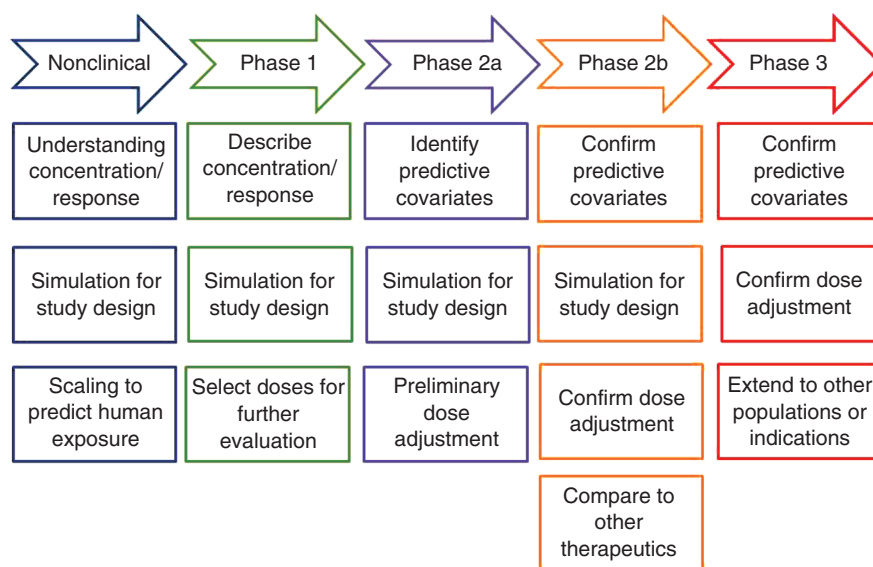 Nonclinical
Phase 1
Phase 2a
Phase 2b
Phase 3
Understanding
concentration/
response
Describe
concentration/
response
Identify
predictive
covariates
Confirm
predictive
covariates
Confirm
predictive
covariates
Simulation for
study design
Simulation for
study design
Simulation for
study design
Simulation for
study design
Confirm dose
adjustment
Scaling to
predict human
exposure
Select doses for
further
evaluation
Preliminary
dose
adjustment
Confirm dose
adjustment
Extend to other
populations or
indications
Compare to
other
therapeutics